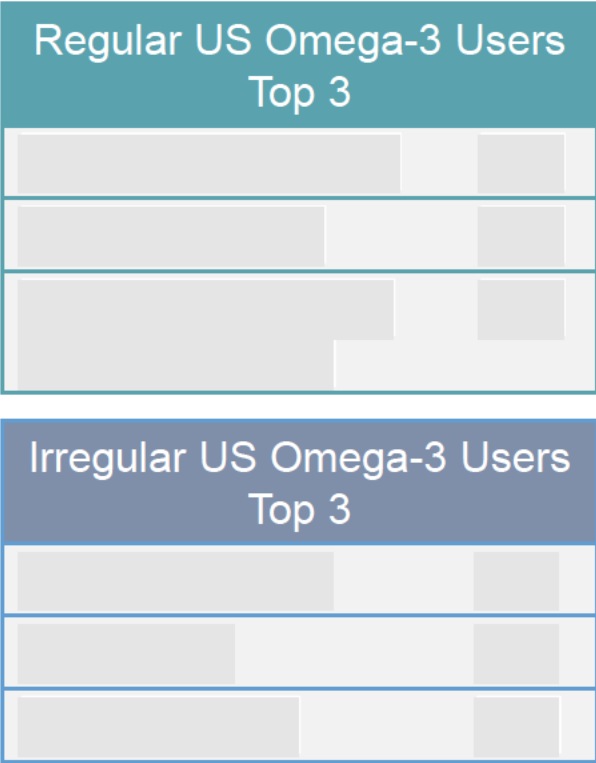 Regular US Omega-3 Users
Top 3
Irregular US Omega-3 Users
Top 3